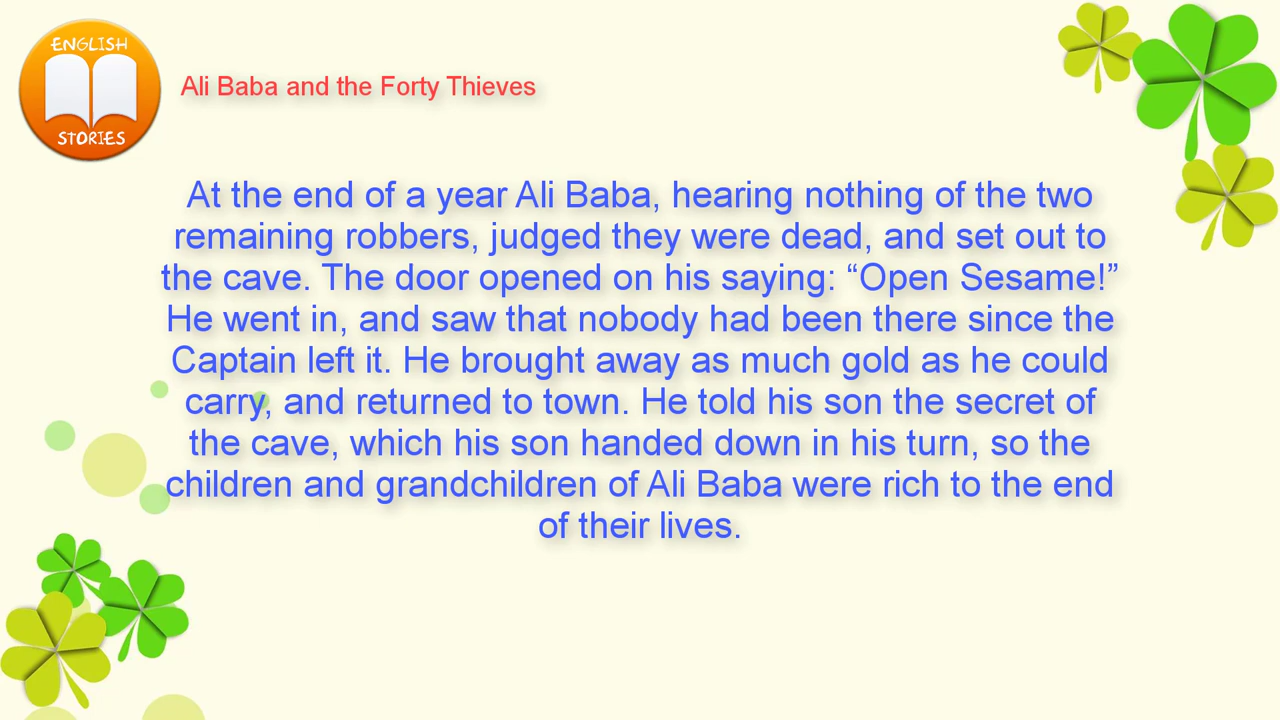 ENGLISH
STORIES
Ali Baba and the Forty Thieves
At the end of a year Ali Baba, hearing nothing of the two
remaining robbers, judged they were dead, and set out to
the cave. The door opened on his saying: “Open Sesame!”
He went in, and saw that nobody had been there since the
Captain left it. He brought away as much gold as he could
carry, and returned to town. He told his son the secret of
the cave, which his son handed down in his turn, so the
children and grandchildren of Ali Baba were rich to the end
of their lives.